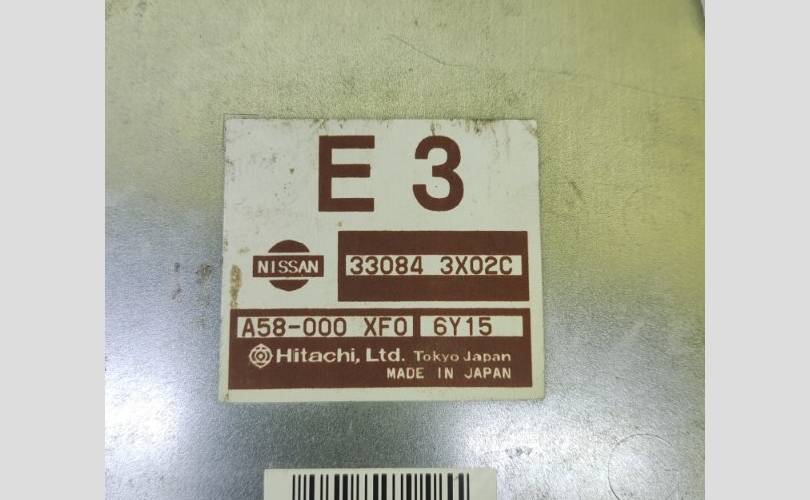 E 3
NISSAN 33084 3X02C
A58-000 XF0 6Y15
Hitachi, Ltd. Tokyo Japan
MADE IN JAPAN